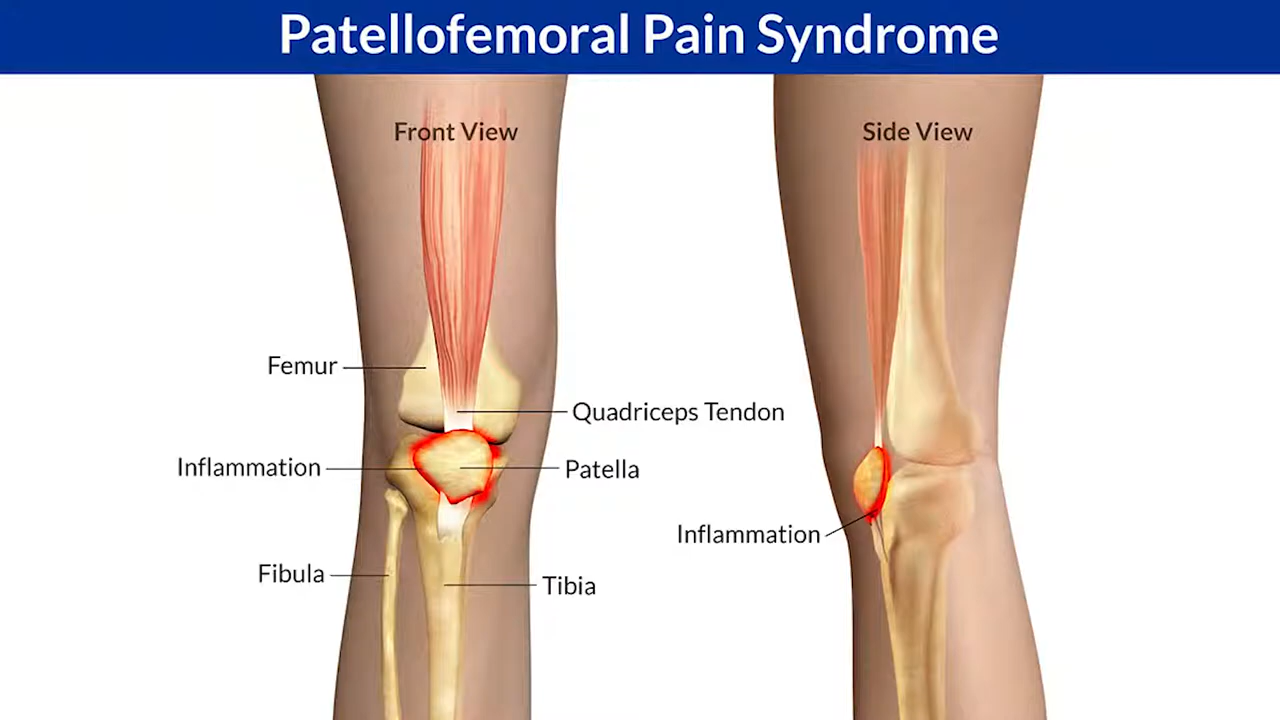 Patellofemoral Pain Syndrome
Front View
Side View
Femur
Quadriceps Tendon
Inflammation
Patella
Inflammation
Fibula
Tibia